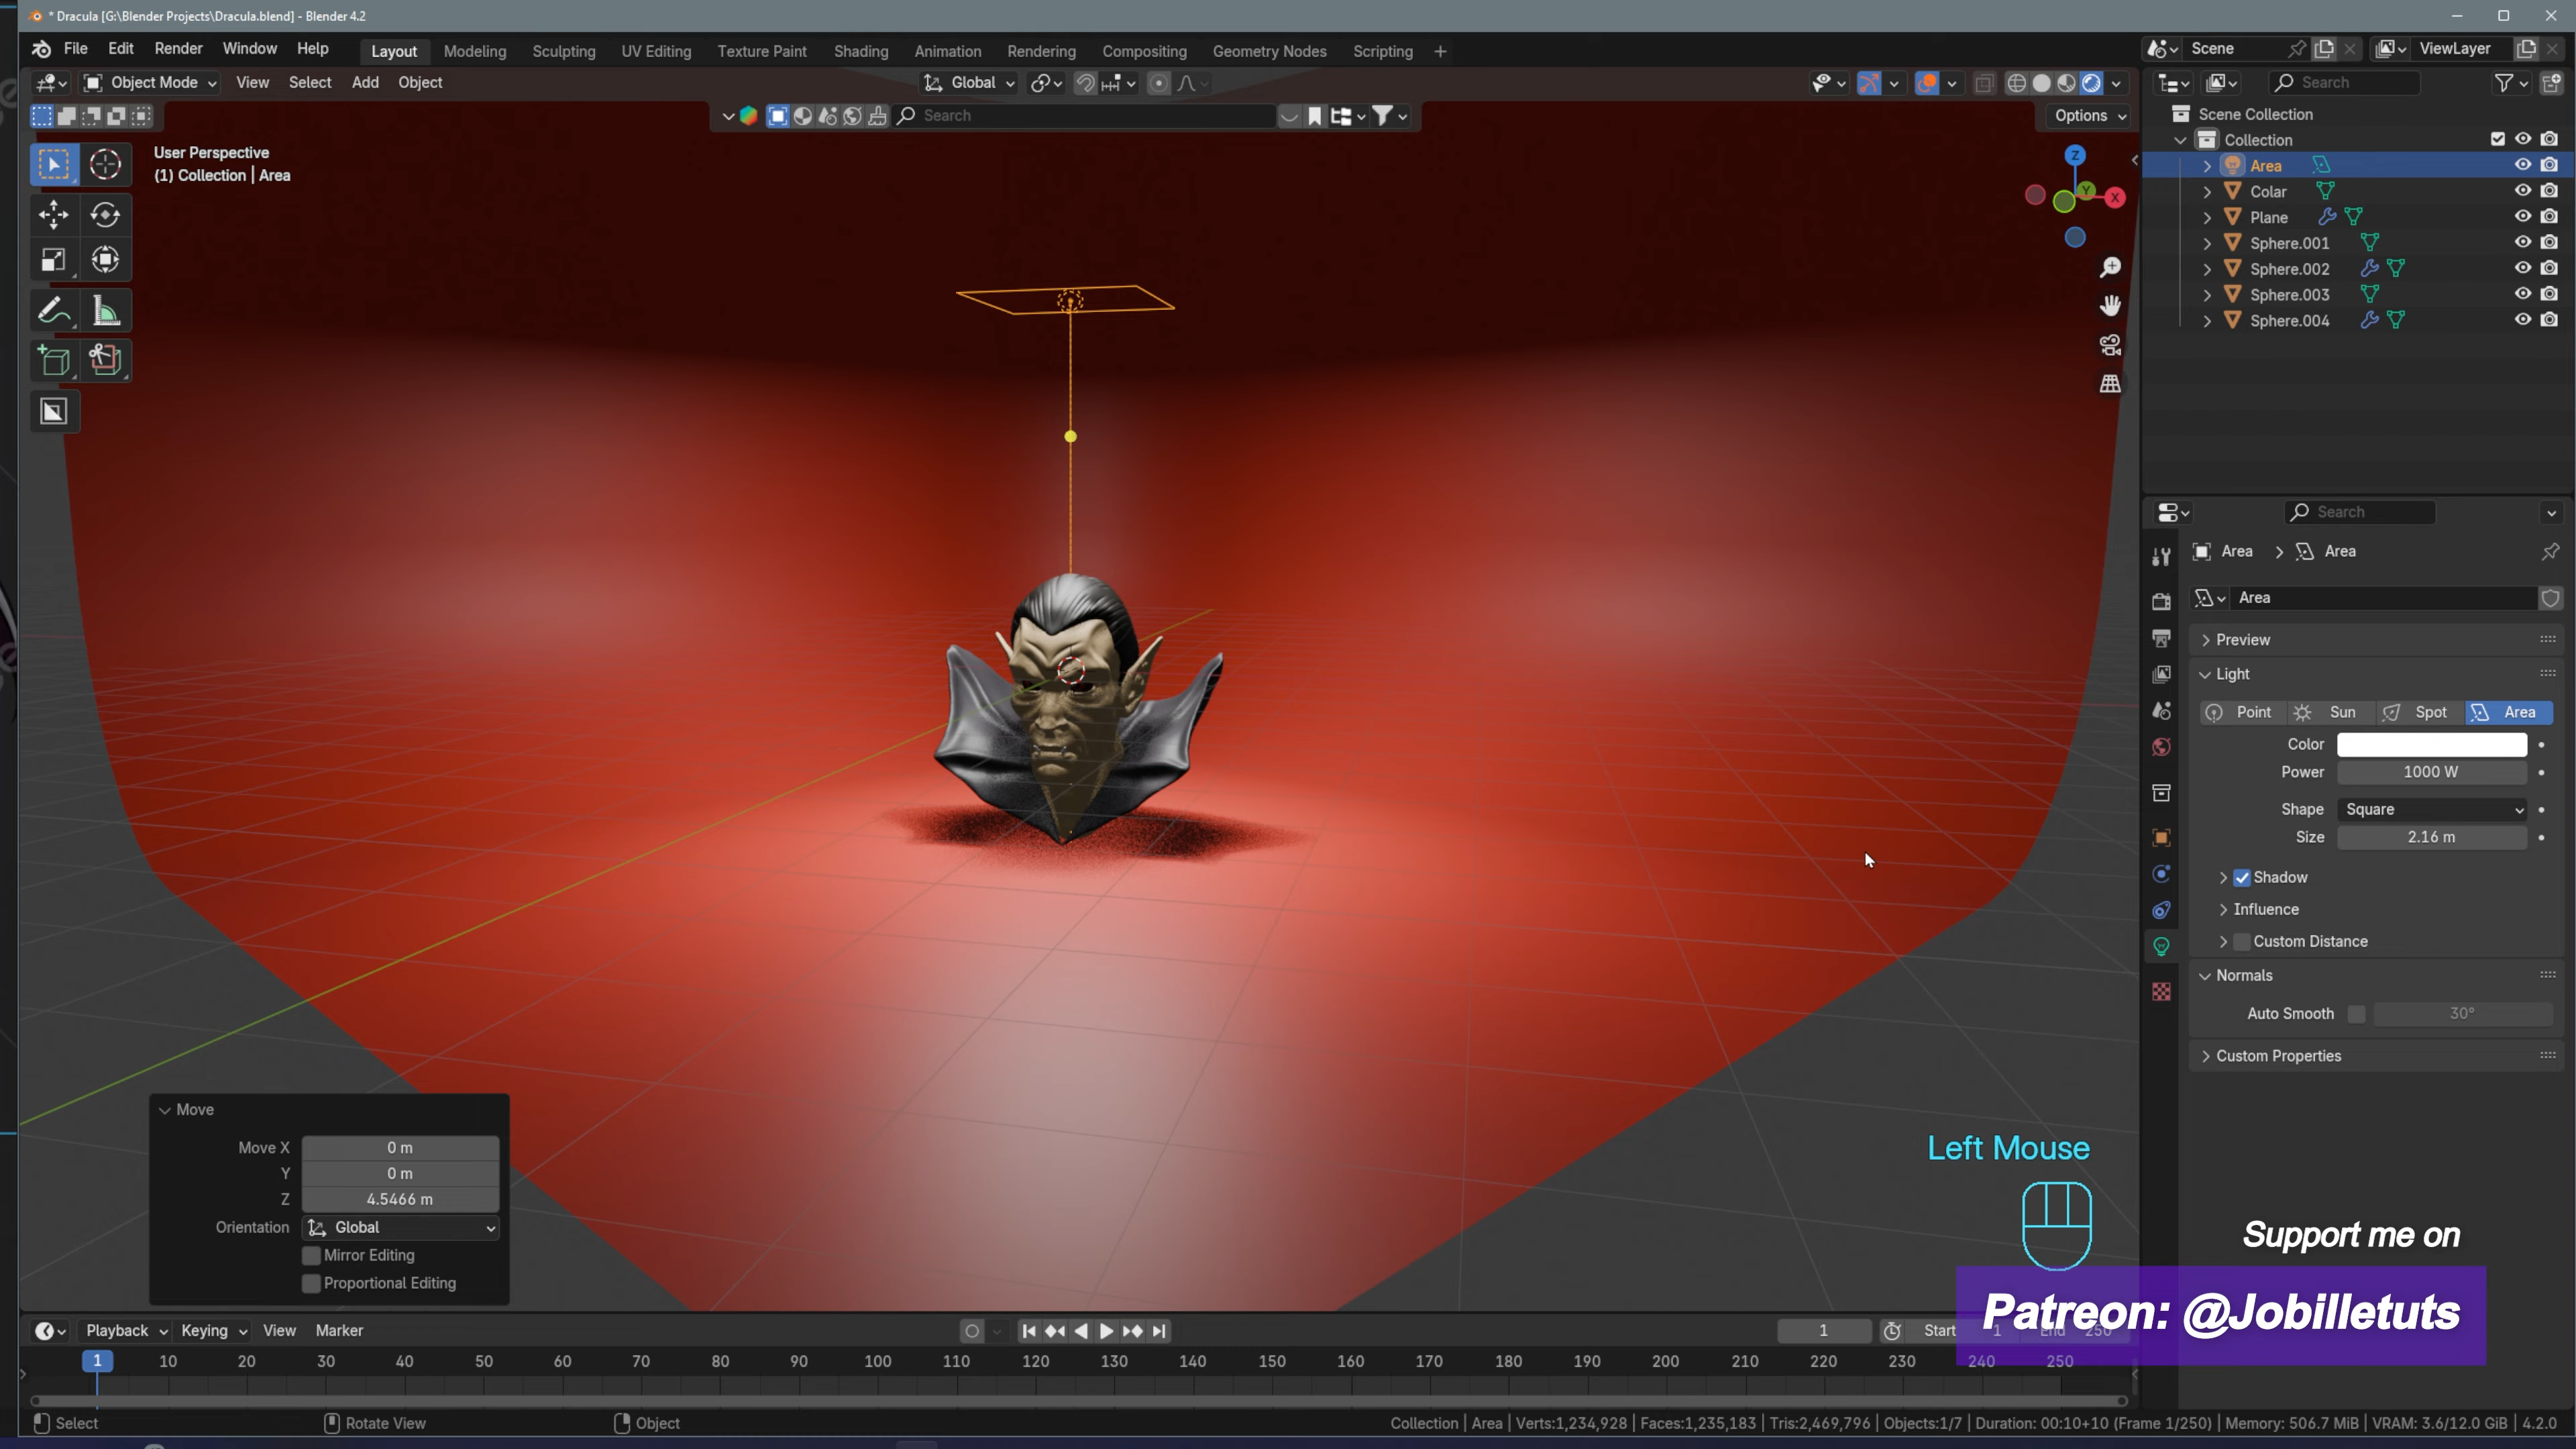 * Dracula [G:\Blender Projects\Dracula.blend] - Blender 4.2
File Edit Render Window Help Layout Modeling Sculpting UV Editing Texture Paint Shading Animation Rendering Compositing Geometry Nodes Scripting + Scene ViewLayer
Object Mode View Select Add Object Global Search
Search Options
User Perspective
(1) Collection | Area
Z
Y
X
Scene Collection
Collection
Area
Colar
Plane
Sphere.001
Sphere.002
Sphere.003
Sphere.004
Search
Area > Area
Area
Preview
Light
Point Sun Spot Area
Color
Power 1000 W
Shape Square
Size 2.16 m
Shadow
Influence
Custom Distance
Normals
Auto Smooth 30°
Custom Properties
Move
Move X 0 m
Y 0 m
Z 4.5466 m
Orientation Global
Mirror Editing
Proportional Editing
Left Mouse
Support me on
Patreon: @Jobilletuts
Playback Keying View Marker 1 Start 1 End 250
1 10 20 30 40 50 60 70 80 90 100 110 120 130 140 150 160 170 180 190 200 210 220 230 240 250
Select Rotate View Object Collection | Area | Verts:1,234,928 | Faces:1,235,183 | Tris:2,469,796 | Objects:1/7 | Duration: 00:10+10 (Frame 1/250) | Memory: 506.7 MiB | VRAM: 3.6/12.0 GiB | 4.2.0